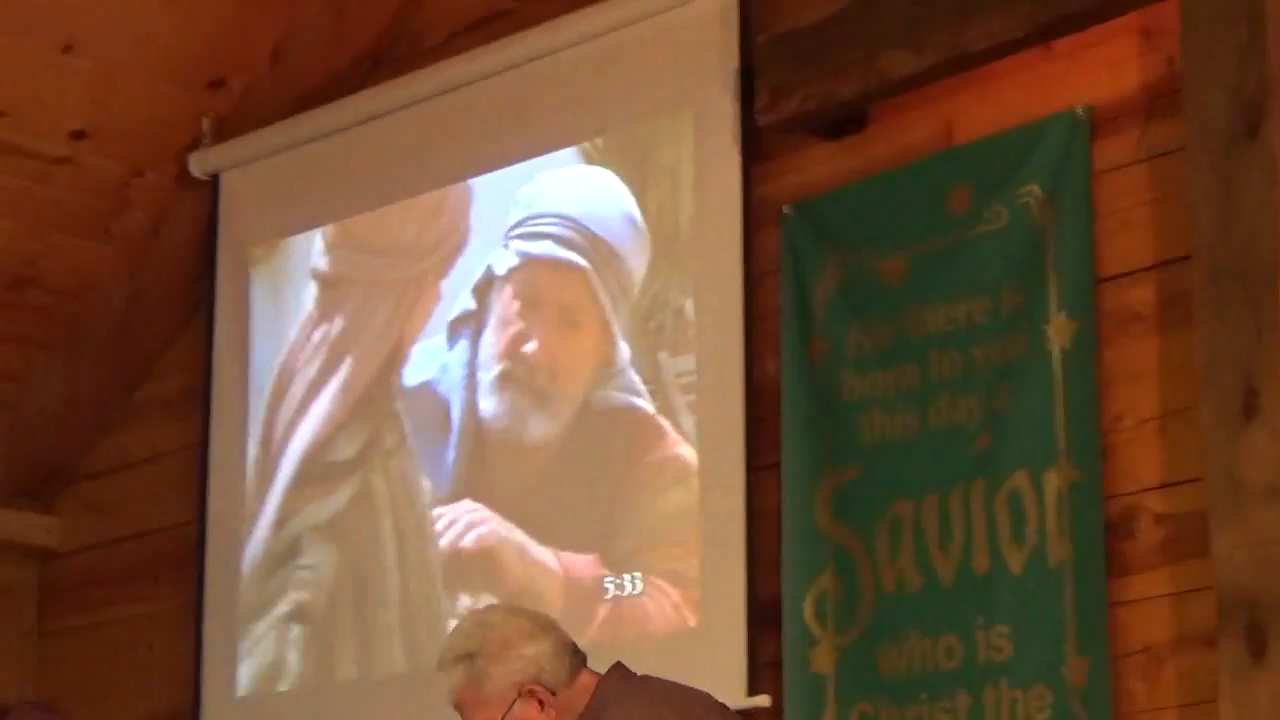 5:33
For there is
born to you
this day a
Savior
who is
Christ the